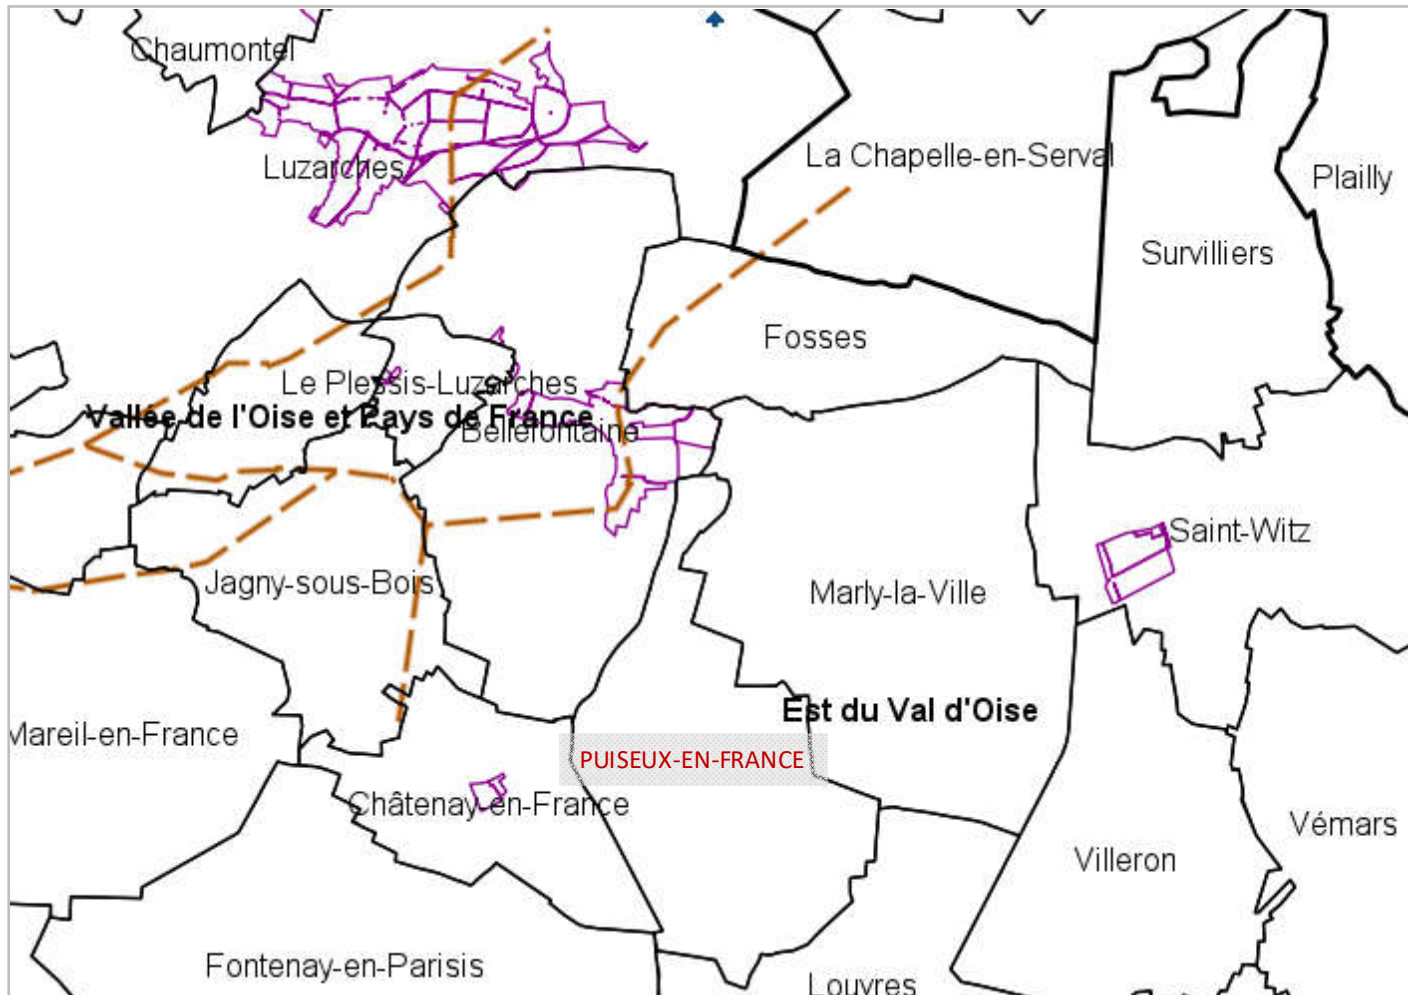 Chaumontel
Luzarches
La Chapelle-en-Serval
Plailly
Survilliers
Fosses
Le Plessis-Luzarches
Vallée de l'Oise et Pays de France
Bellefontaine
Saint-Witz
Jagny-sous-Bois
Marly-la-Ville
Est du Val d'Oise
Mareil-en-France
PUISEUX-EN-FRANCE
Châtenay-en-France
Vémars
Villeron
Fontenay-en-Parisis
Louvres